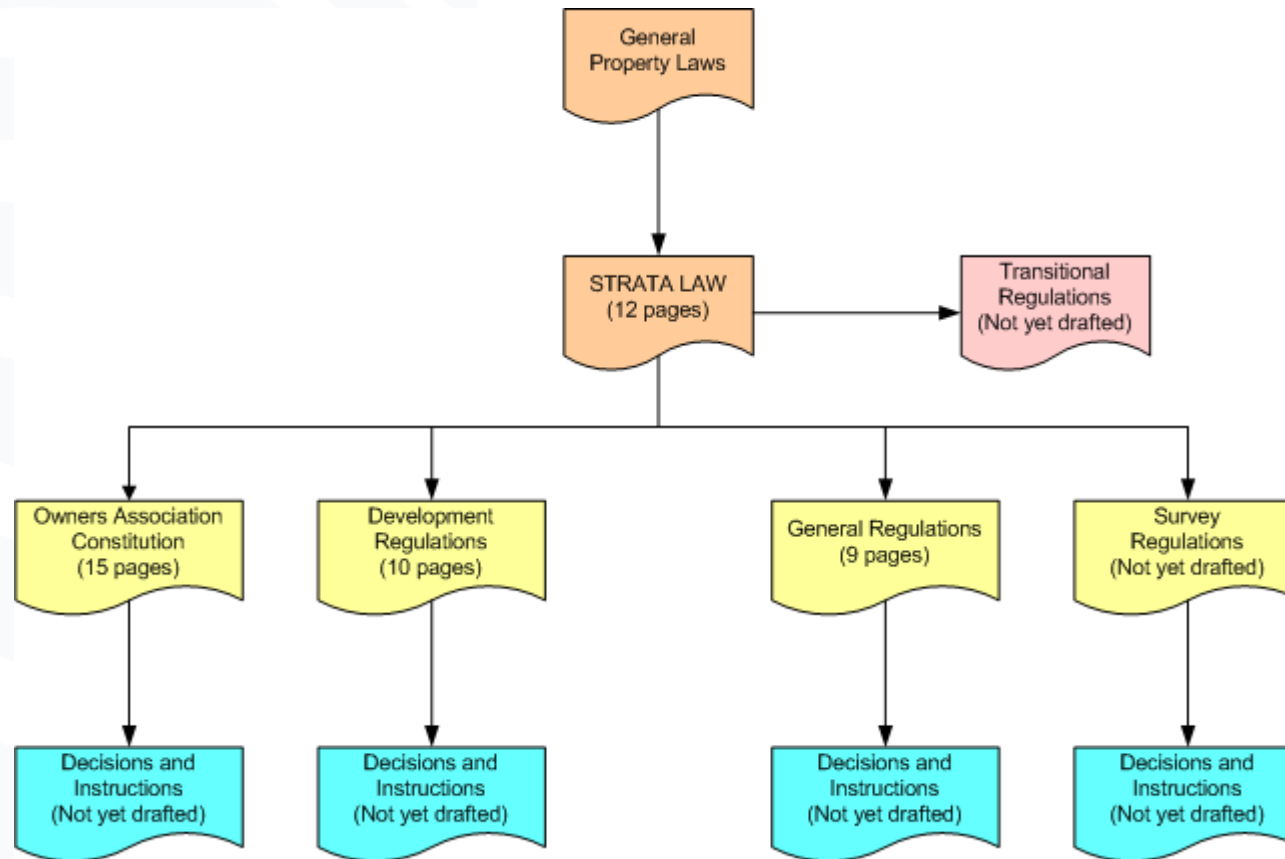 General
Property Laws
STRATA LAW
(12 pages)
Transitional
Regulations
(Not yet drafted)
Owners Association
Constitution
(15 pages)
Development
Regulations
(10 pages)
General Regulations
(9 pages)
Survey
Regulations
(Not yet drafted)
Decisions and
Instructions
(Not yet drafted)
Decisions and
Instructions
(Not yet drafted)
Decisions and
Instructions
(Not yet drafted)
Decisions and
Instructions
(Not yet drafted)